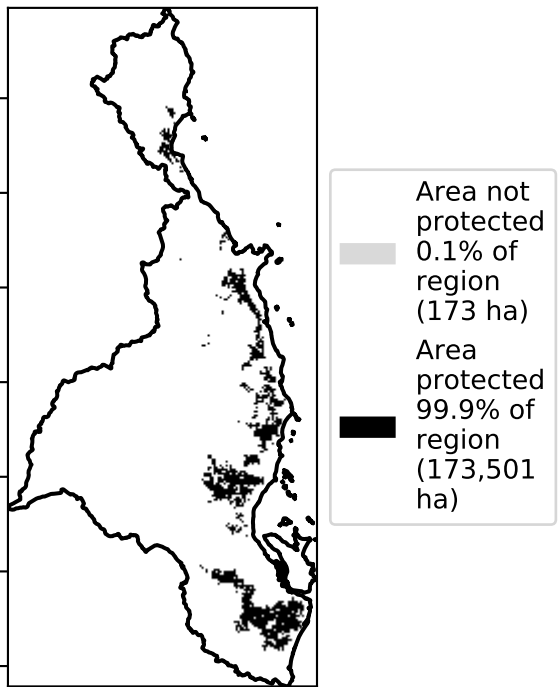 Area not
protected
0.1% of
region
(173 ha)
Area
protected
99.9% of
region
(173,501
ha)